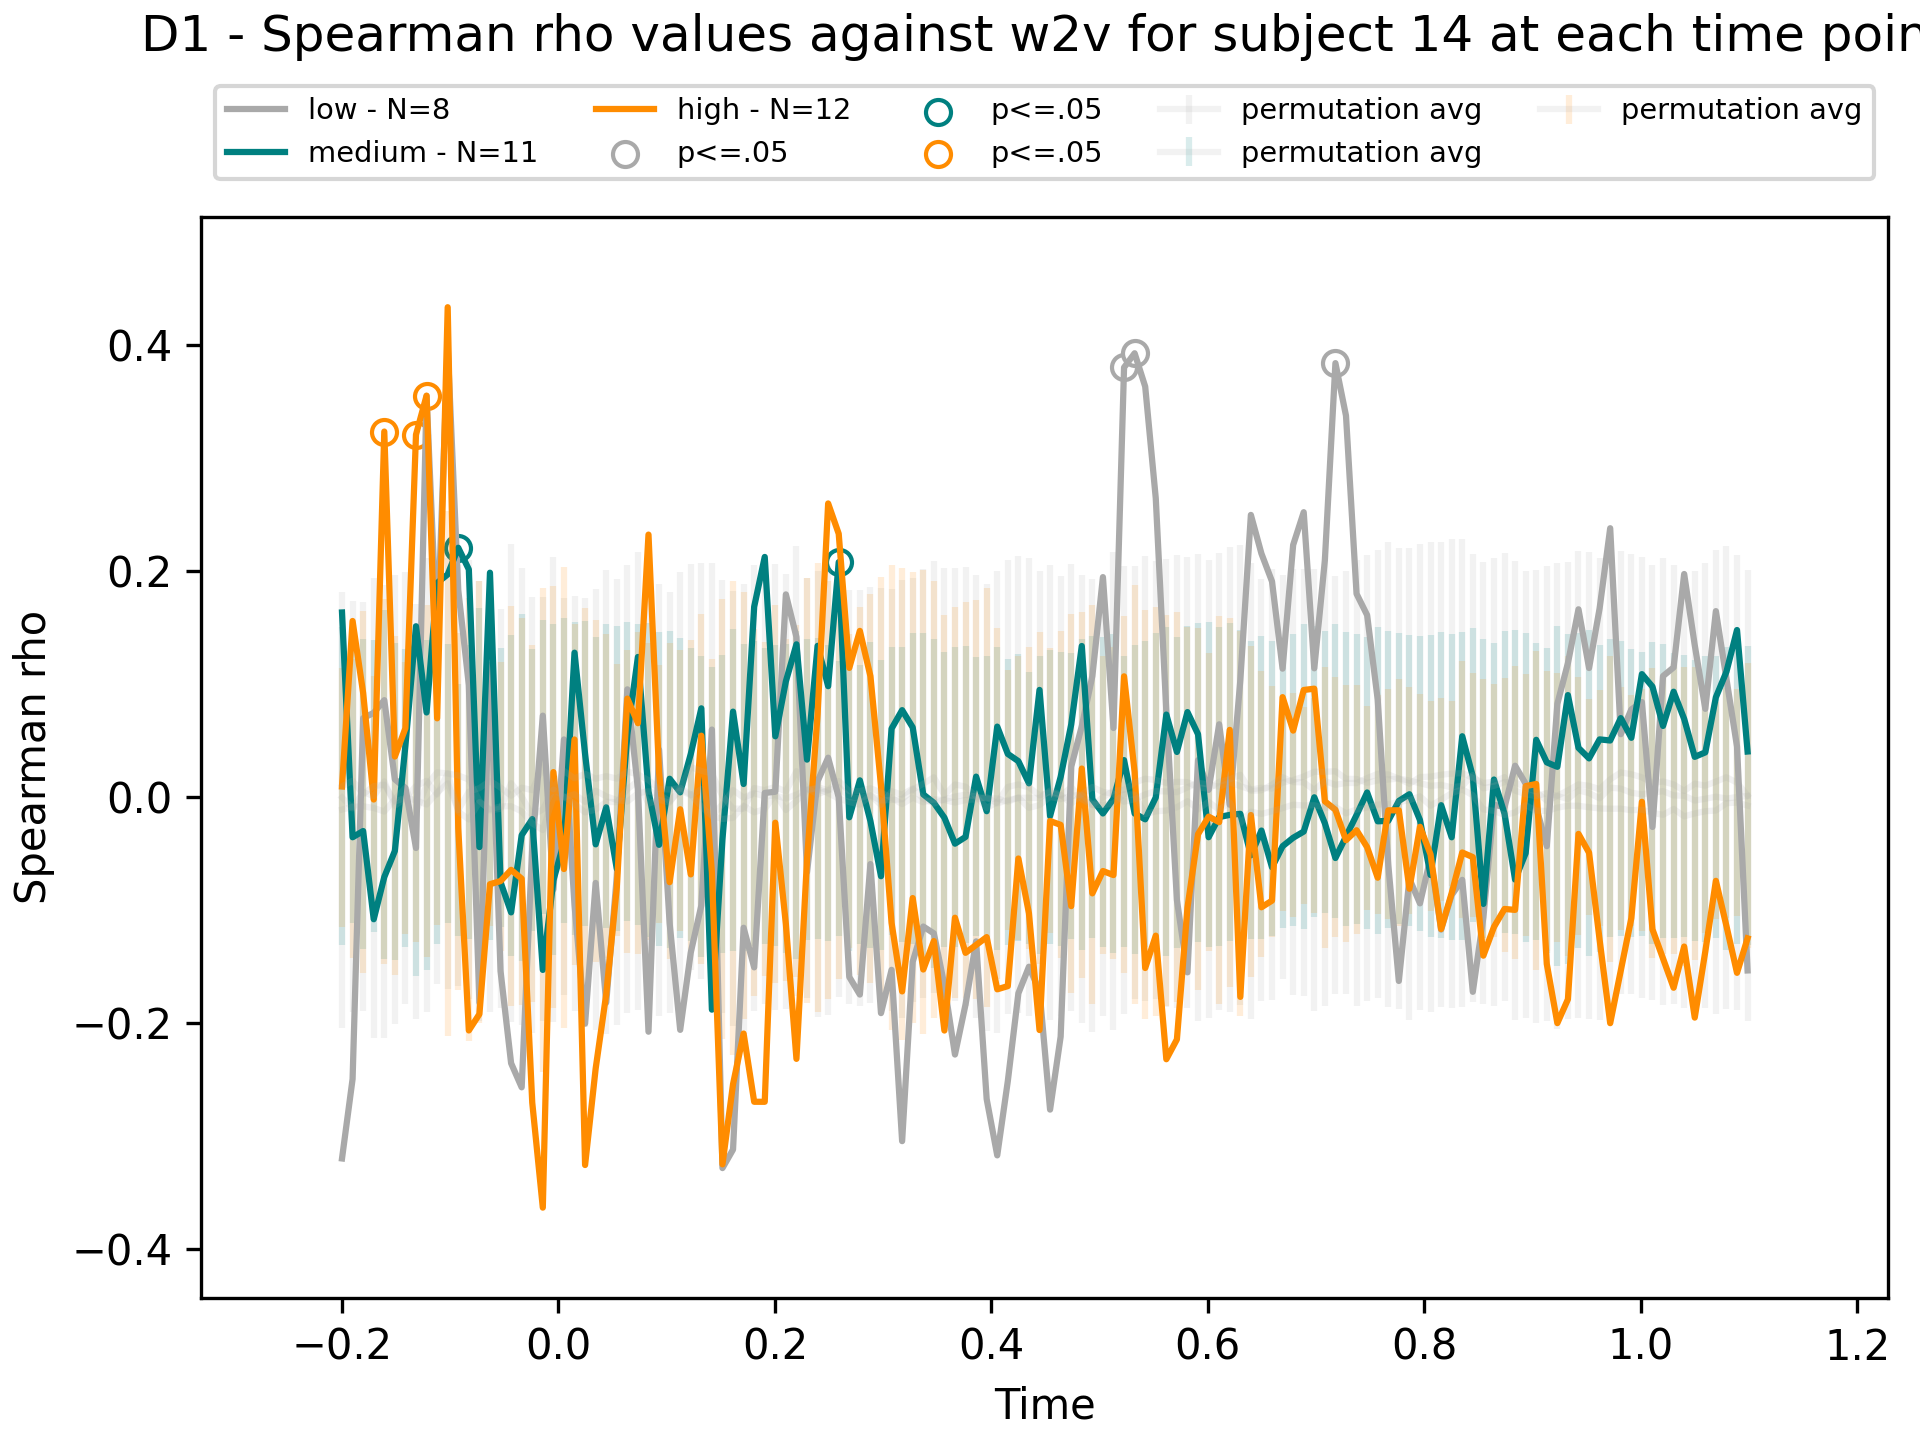 D1 - Spearman rho values against w2v for subject 14 at each time poin
low - N=8
medium - N=11
high - N=12
p<=.05
p<=.05
p<=.05
permutation avg
permutation avg
permutation avg
Spearman rho
0.4
0.2
0.0
−0.2
−0.4
−0.2 0.0 0.2 0.4 0.6 0.8 1.0 1.2
Time